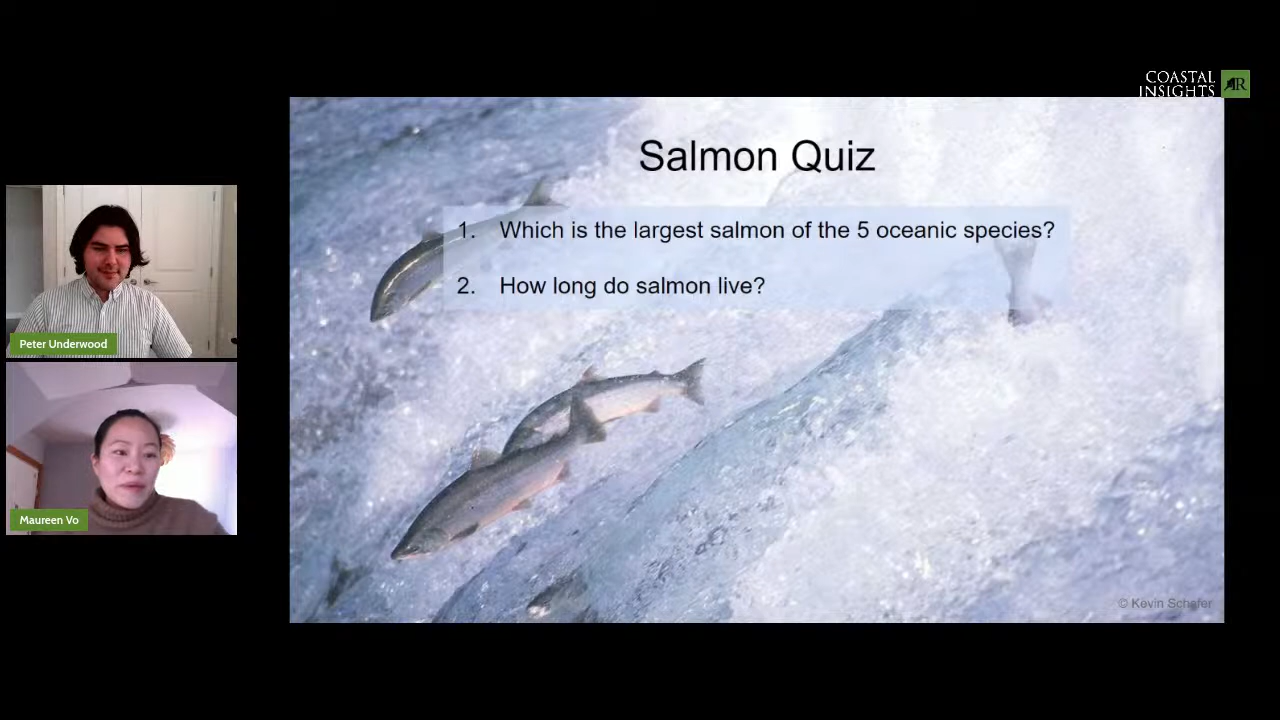 COASTAL
INSIGHTS
Salmon Quiz
1. Which is the largest salmon of the 5 oceanic species?
2. How long do salmon live?
Peter Underwood
Maureen Vo
© Kevin Schafer